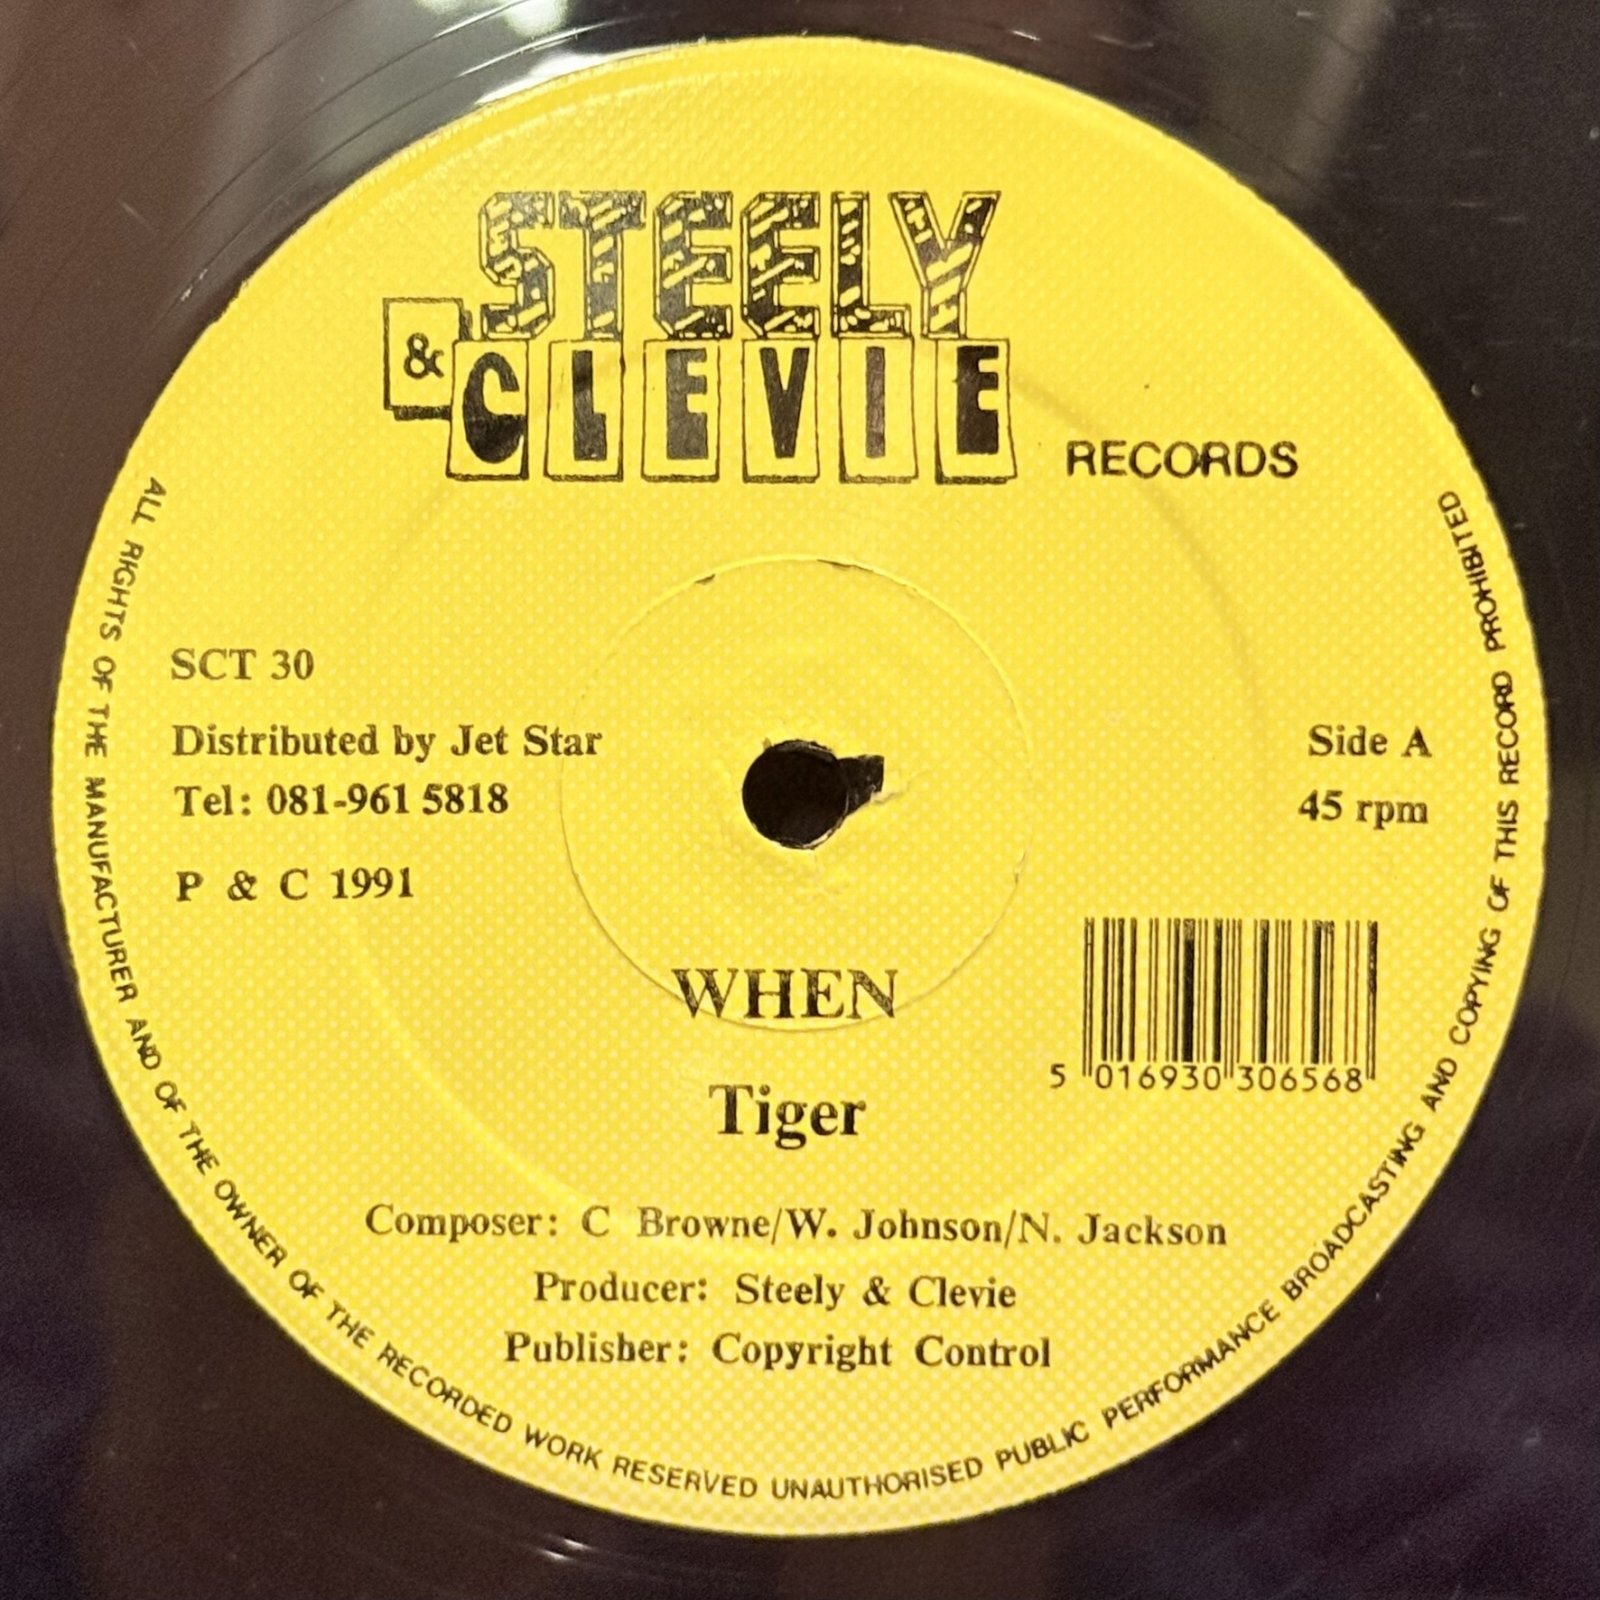 STEELY
& CLEVIE
RECORDS
SCT 30
Distributed by Jet Star
Tel: 081-961 5818
P & C 1991
Side A
45 rpm
WHEN
Tiger
5 016930 306568
Composer: C Browne/W. Johnson/N. Jackson
Producer: Steely & Clevie
Publisher: Copyright Control
ALL RIGHTS OF THE MANUFACTURER AND OF THE OWNER OF THE RECORDED WORK RESERVED UNAUTHORISED PUBLIC PERFORMANCE BROADCASTING AND COPYING OF THIS RECORD PROHIBITED